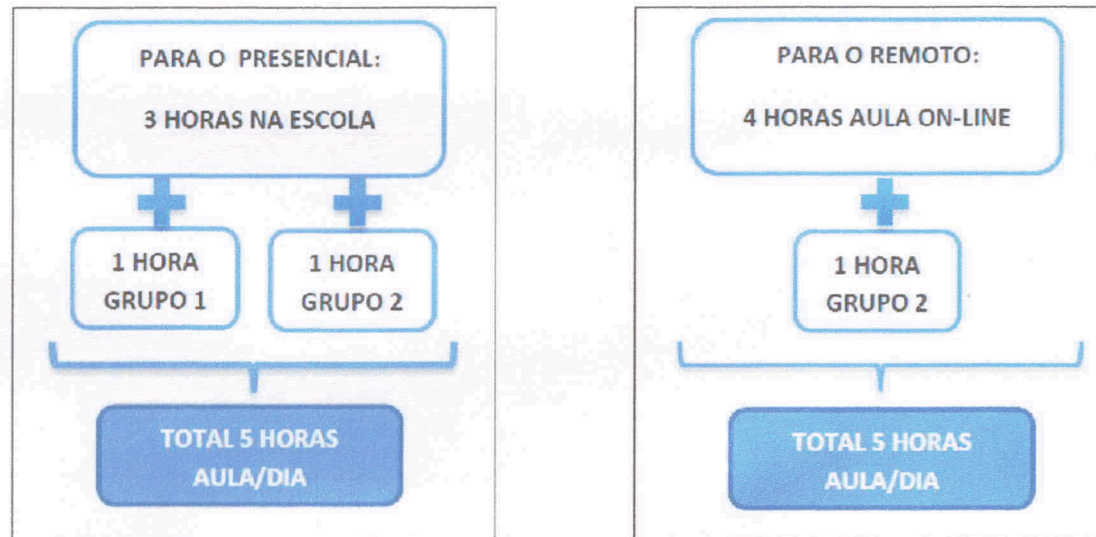 PARA O PRESENCIAL:
3 HORAS NA ESCOLA
1 HORA
GRUPO 1
1 HORA
GRUPO 2
TOTAL 5 HORAS
AULA/DIA
PARA O REMOTO:
4 HORAS AULA ON-LINE
1 HORA
GRUPO 2
TOTAL 5 HORAS
AULA/DIA